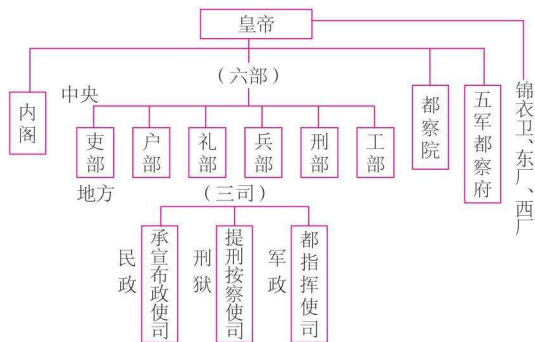 皇帝
（六部）
中央
内阁
吏部
户部
礼部
兵部
刑部
工部
都察院
五军都察府
锦衣卫、东厂、西厂
地方
（三司）
民政
承宣布政使司
刑狱
提刑按察使司
军政
都指挥使司